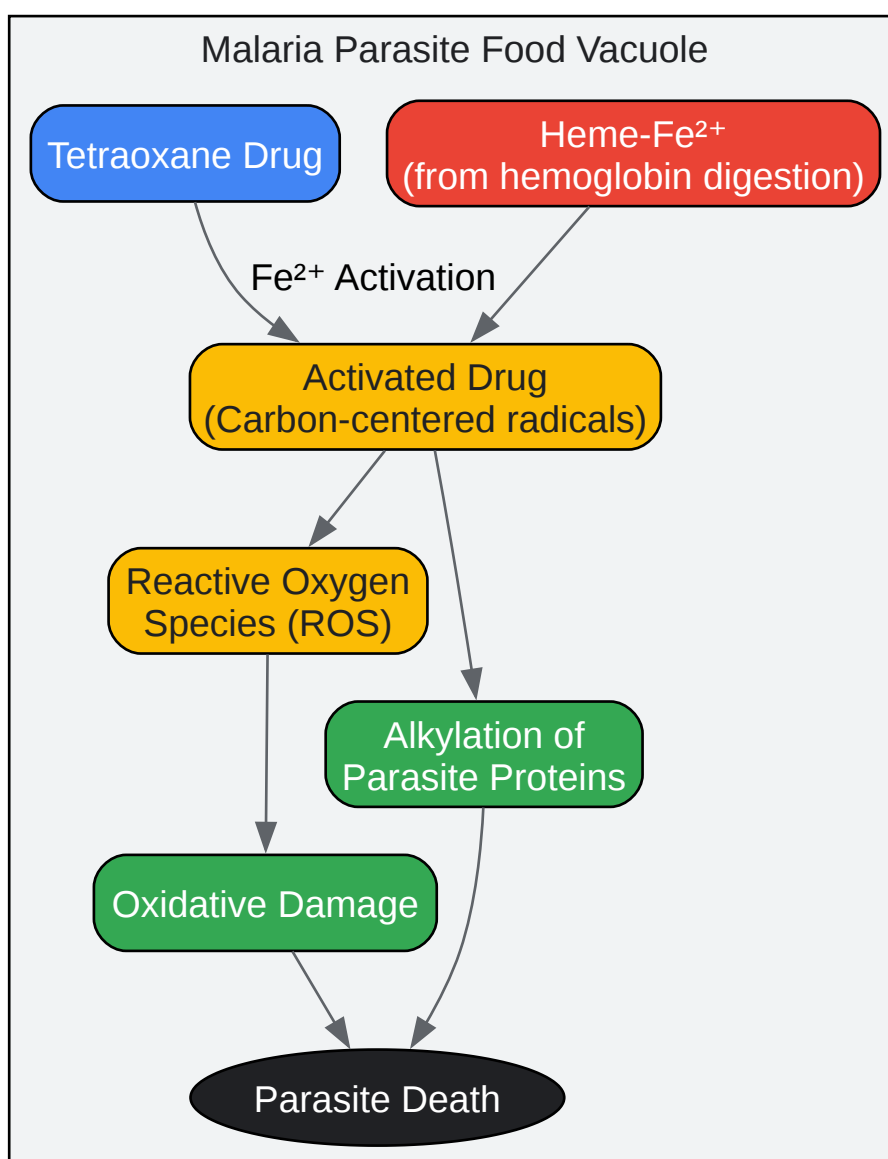 Malaria Parasite Food Vacuole
Tetraoxane Drug
Heme-Fe²⁺
(from hemoglobin digestion)
Fe²⁺ Activation
Activated Drug
(Carbon-centered radicals)
Reactive Oxygen
Species (ROS)
Alkylation of
Parasite Proteins
Oxidative Damage
Parasite Death